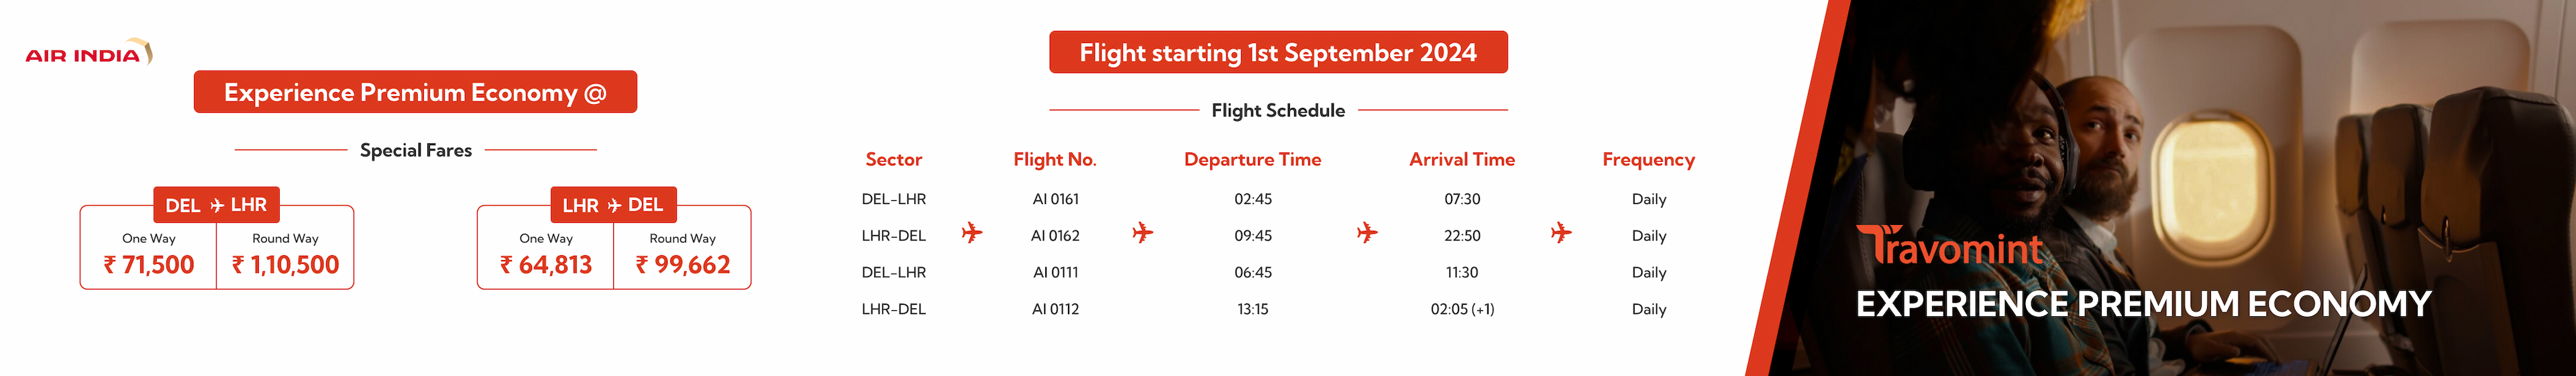 AIR INDIA
Experience Premium Economy @
Special Fares
DEL LHR
One Way Round Way
₹ 71,500 ₹ 1,10,500
LHR DEL
One Way Round Way
₹ 64,813 ₹ 99,662
Flight starting 1st September 2024
Flight Schedule
Sector Flight No. Departure Time Arrival Time Frequency
DEL-LHR AI 0161 02:45 07:30 Daily
LHR-DEL AI 0162 09:45 22:50 Daily
DEL-LHR AI 0111 06:45 11:30 Daily
LHR-DEL AI 0112 13:15 02:05 (+1) Daily
Travomint
EXPERIENCE PREMIUM ECONOMY